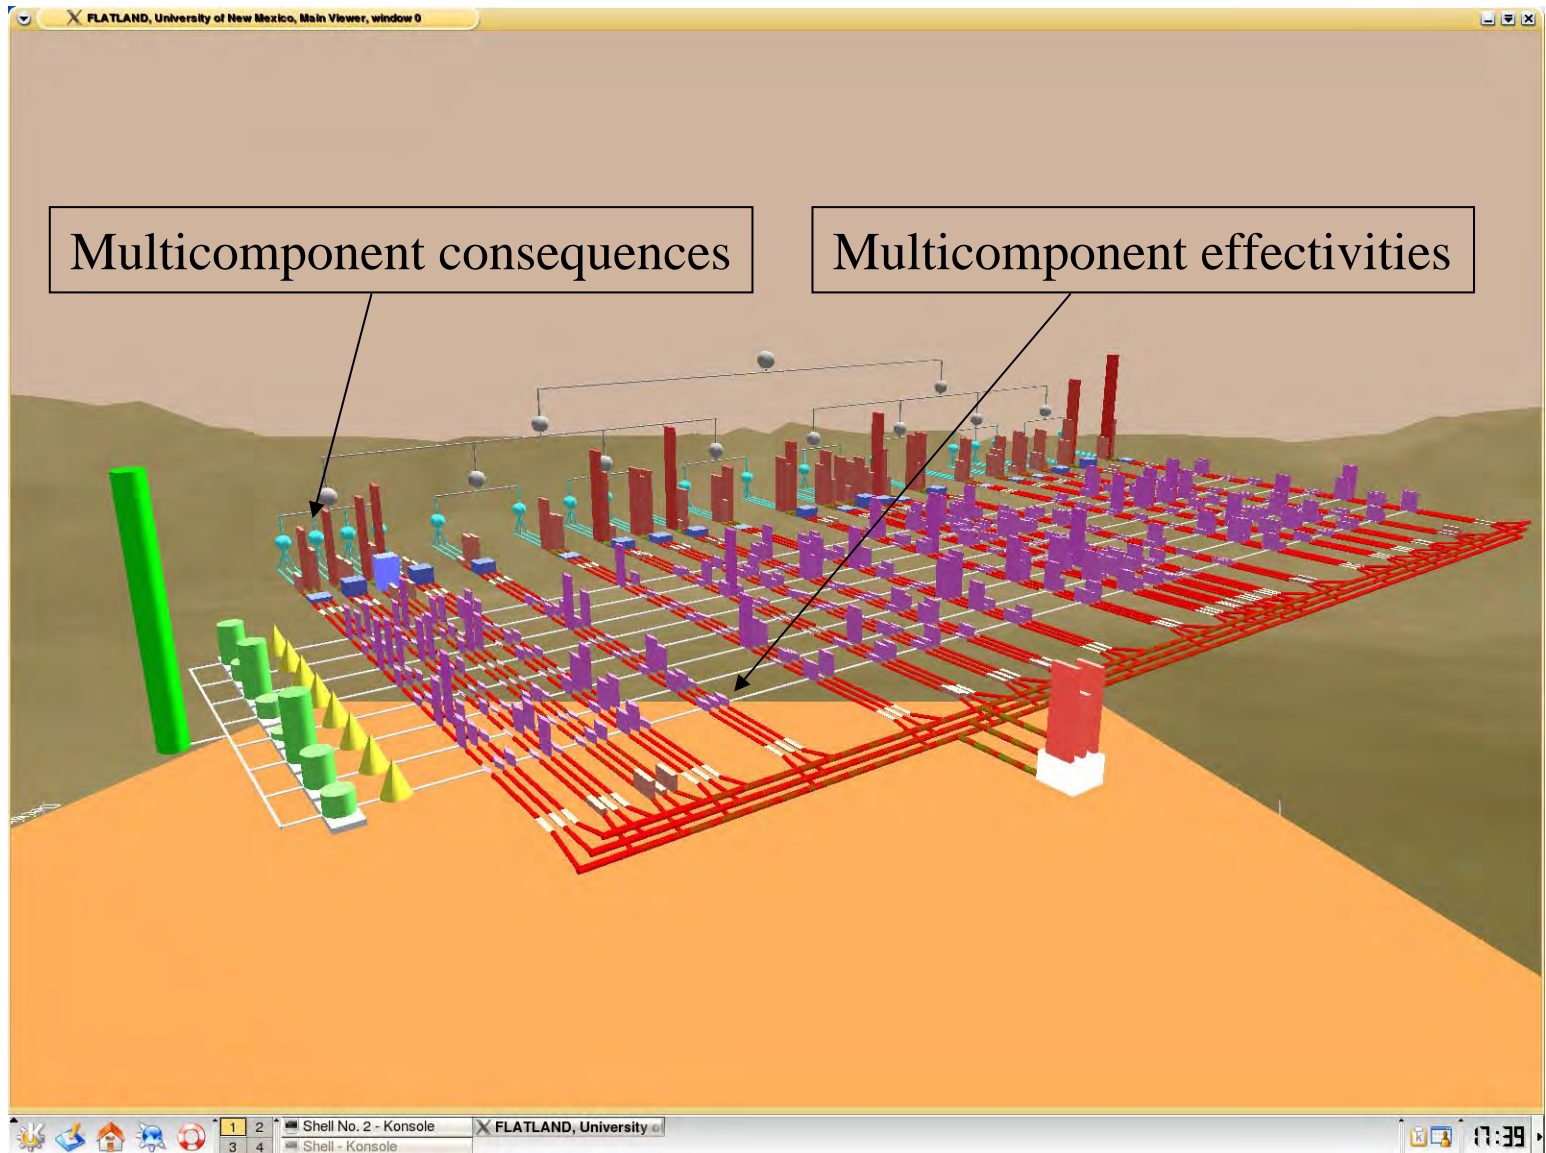 FLATLAND, University of New Mexico, Main Viewer, window 0
Multicomponent consequences
Multicomponent effectivities
1 2
3 4
Shell No. 2 - Konsole
Shell - Konsole
FLATLAND, University
17:39